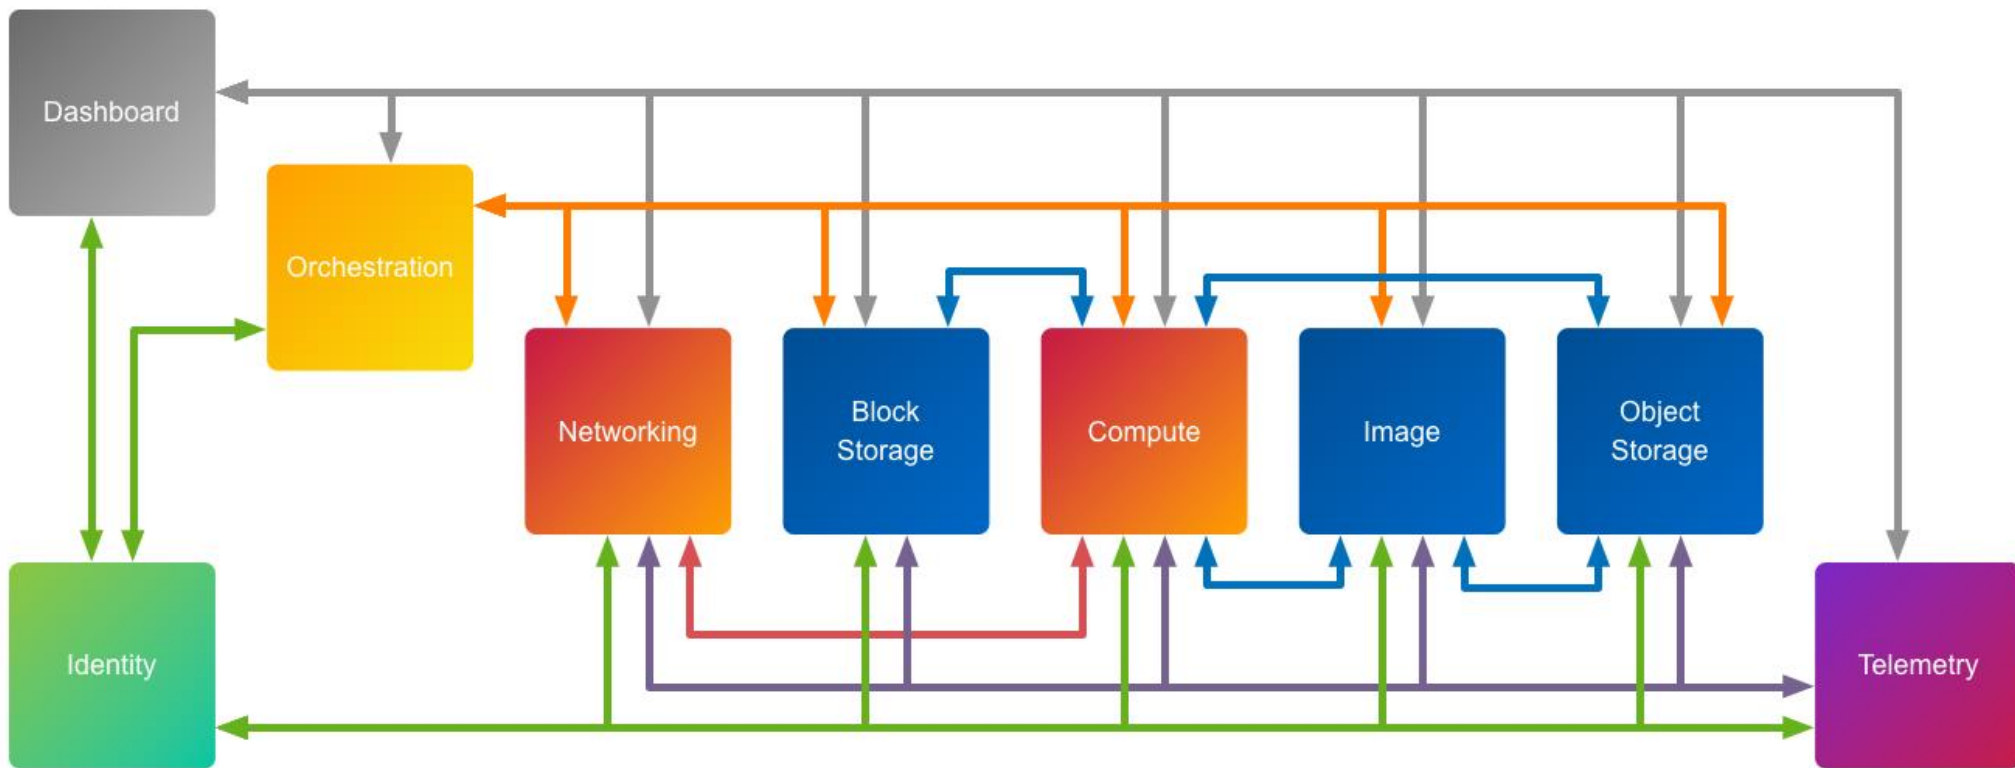 Dashboard
Orchestration
Networking
Block
Storage
Compute
Image
Object
Storage
Identity
Telemetry